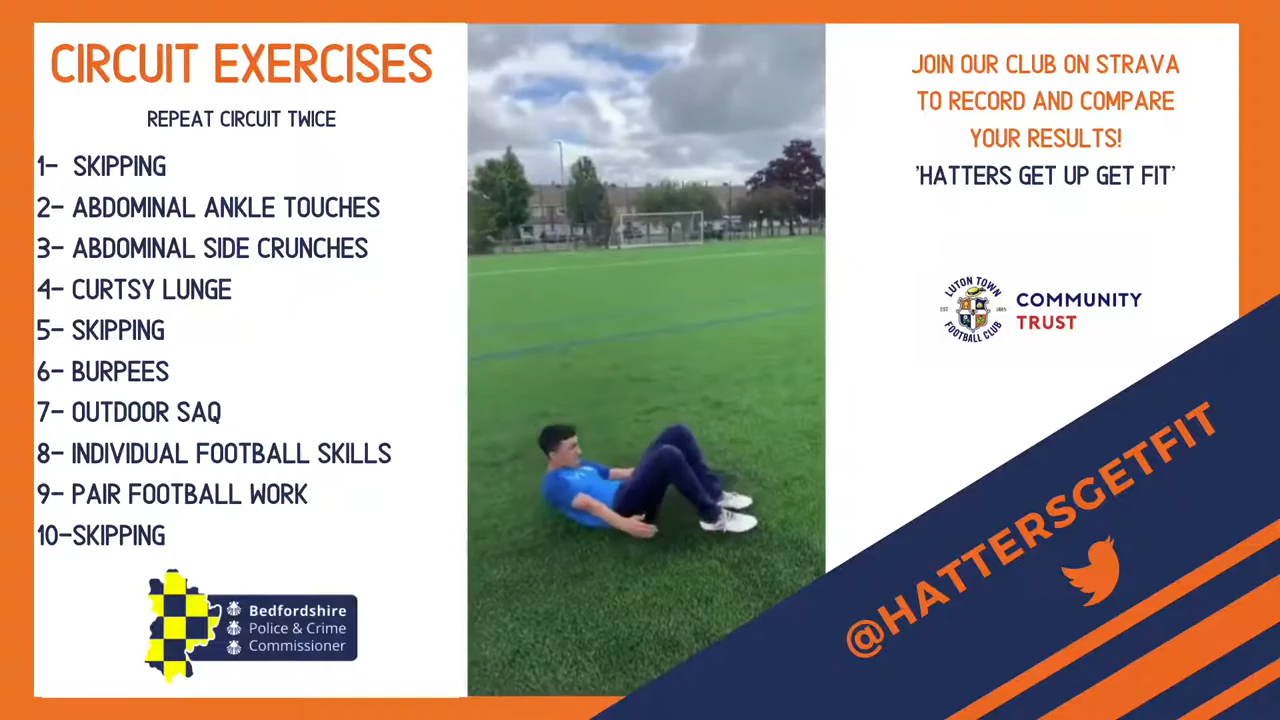 CIRCUIT EXERCISES
REPEAT CIRCUIT TWICE
1- SKIPPING
2- ABDOMINAL ANKLE TOUCHES
3- ABDOMINAL SIDE CRUNCHES
4- CURTSY LUNGE
5- SKIPPING
6- BURPEES
7- OUTDOOR SAQ
8- INDIVIDUAL FOOTBALL SKILLS
9- PAIR FOOTBALL WORK
10-SKIPPING
Bedfordshire
Police & Crime
Commissioner
JOIN OUR CLUB ON STRAVA
TO RECORD AND COMPARE
YOUR RESULTS!
'HATTERS GET UP GET FIT'
LUTON TOWN
EST 1885
FOOTBALL CLUB
COMMUNITY
TRUST
@HATTERSGETFIT